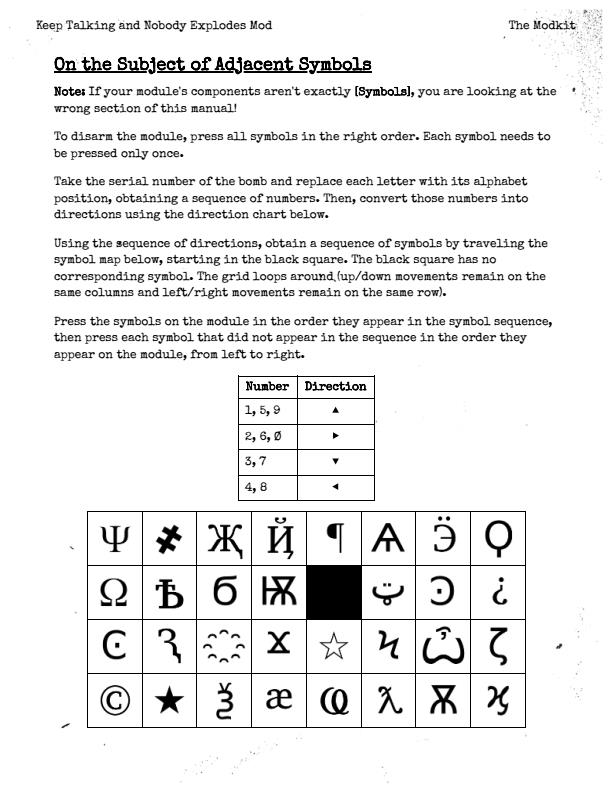 Keep Talking and Nobody Explodes Mod The Modkit
On the Subject of Adjacent Symbols
Note: If your module's components aren't exactly [Symbols], you are looking at the
wrong section of this manual!
To disarm the module, press all symbols in the right order. Each symbol needs to
be pressed only once.
Take the serial number of the bomb and replace each letter with its alphabet
position, obtaining a sequence of numbers. Then, convert those numbers into
directions using the direction chart below.
Using the sequence of directions, obtain a sequence of symbols by traveling the
symbol map below, starting in the black square. The black square has no
corresponding symbol. The grid loops around (up/down movements remain on the
same columns and left/right movements remain on the same row).
Press the symbols on the module in the order they appear in the symbol sequence,
then press each symbol that did not appear in the sequence in the order they
appear on the module, from left to right.
Number Direction
1, 5, 9 ▲
2, 6, 0 ►
3, 7 ▼
4, 8 ◄
Ψ Җ Ҋ ¶ Ѧ Ӭ Ϙ
Ω Ѣ б Ѭ ټ Ͽ ¿
Ͼ Ԇ ҈ x ☆ Ϟ Ѽ ζ
© ★ Ѯ æ Ҩ ƛ Ѫ ϗ